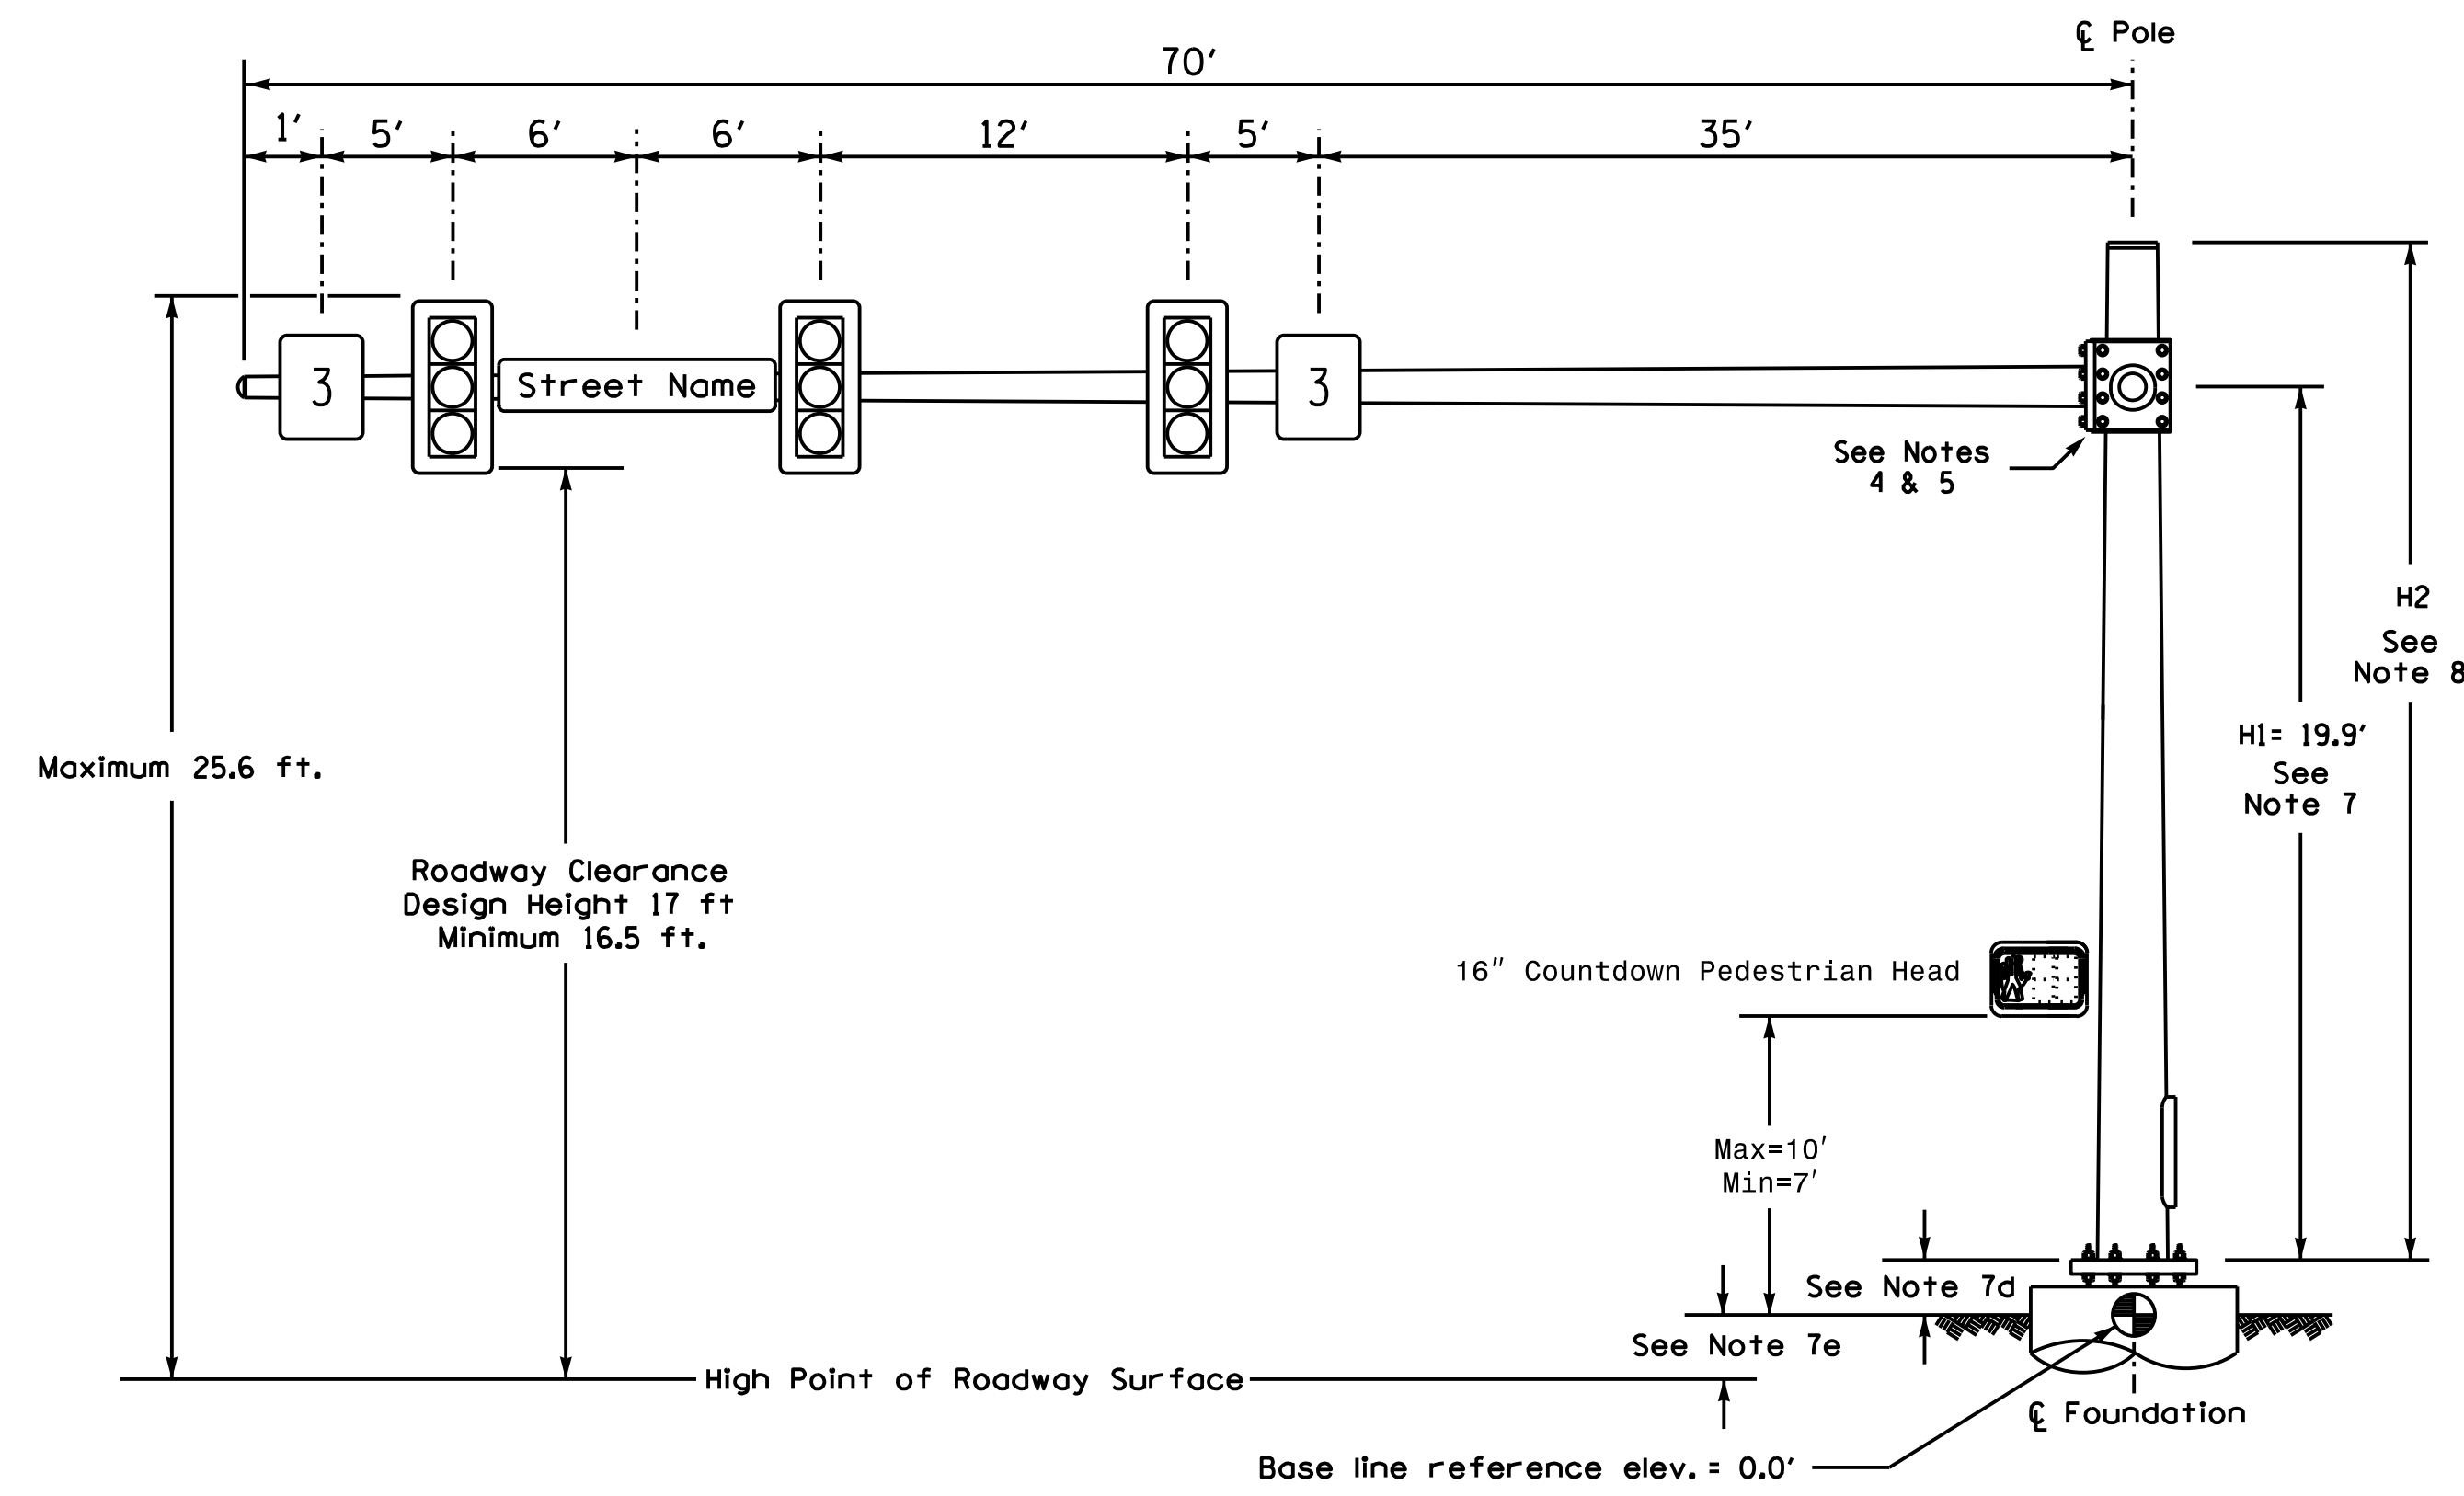 ℄ Pole
70'
1' 5' 6' 6' 12' 5' 35'
3 Street Name 3
See Notes
4 & 5
H2
See
Note 8
H1= 19.9'
See
Note 7
Maximum 25.6 ft.
Roadway Clearance
Design Height 17 ft
Minimum 16.5 ft.
16" Countdown Pedestrian Head
Max=10'
Min=7'
See Note 7d
See Note 7e
High Point of Roadway Surface
℄ Foundation
Base line reference elev. = 0.0'